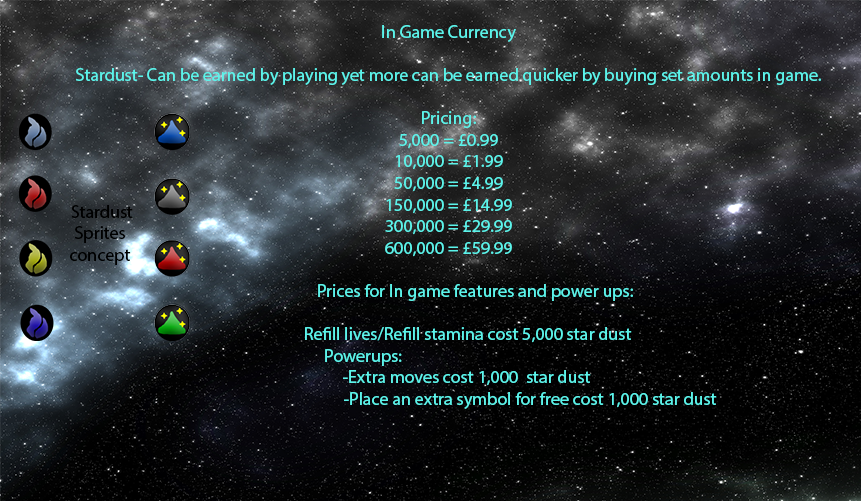 In Game Currency
Stardust- Can be earned by playing yet more can be earned quicker by buying set amounts in game.
Pricing:
5,000 = £0.99
10,000 = £1.99
50,000 = £4.99
150,000 = £14.99
300,000 = £29.99
600,000 = £59.99
Stardust
Sprites
concept
Prices for In game features and power ups:
Refill lives/Refill stamina cost 5,000 star dust
Powerups:
-Extra moves cost 1,000 star dust
-Place an extra symbol for free cost 1,000 star dust